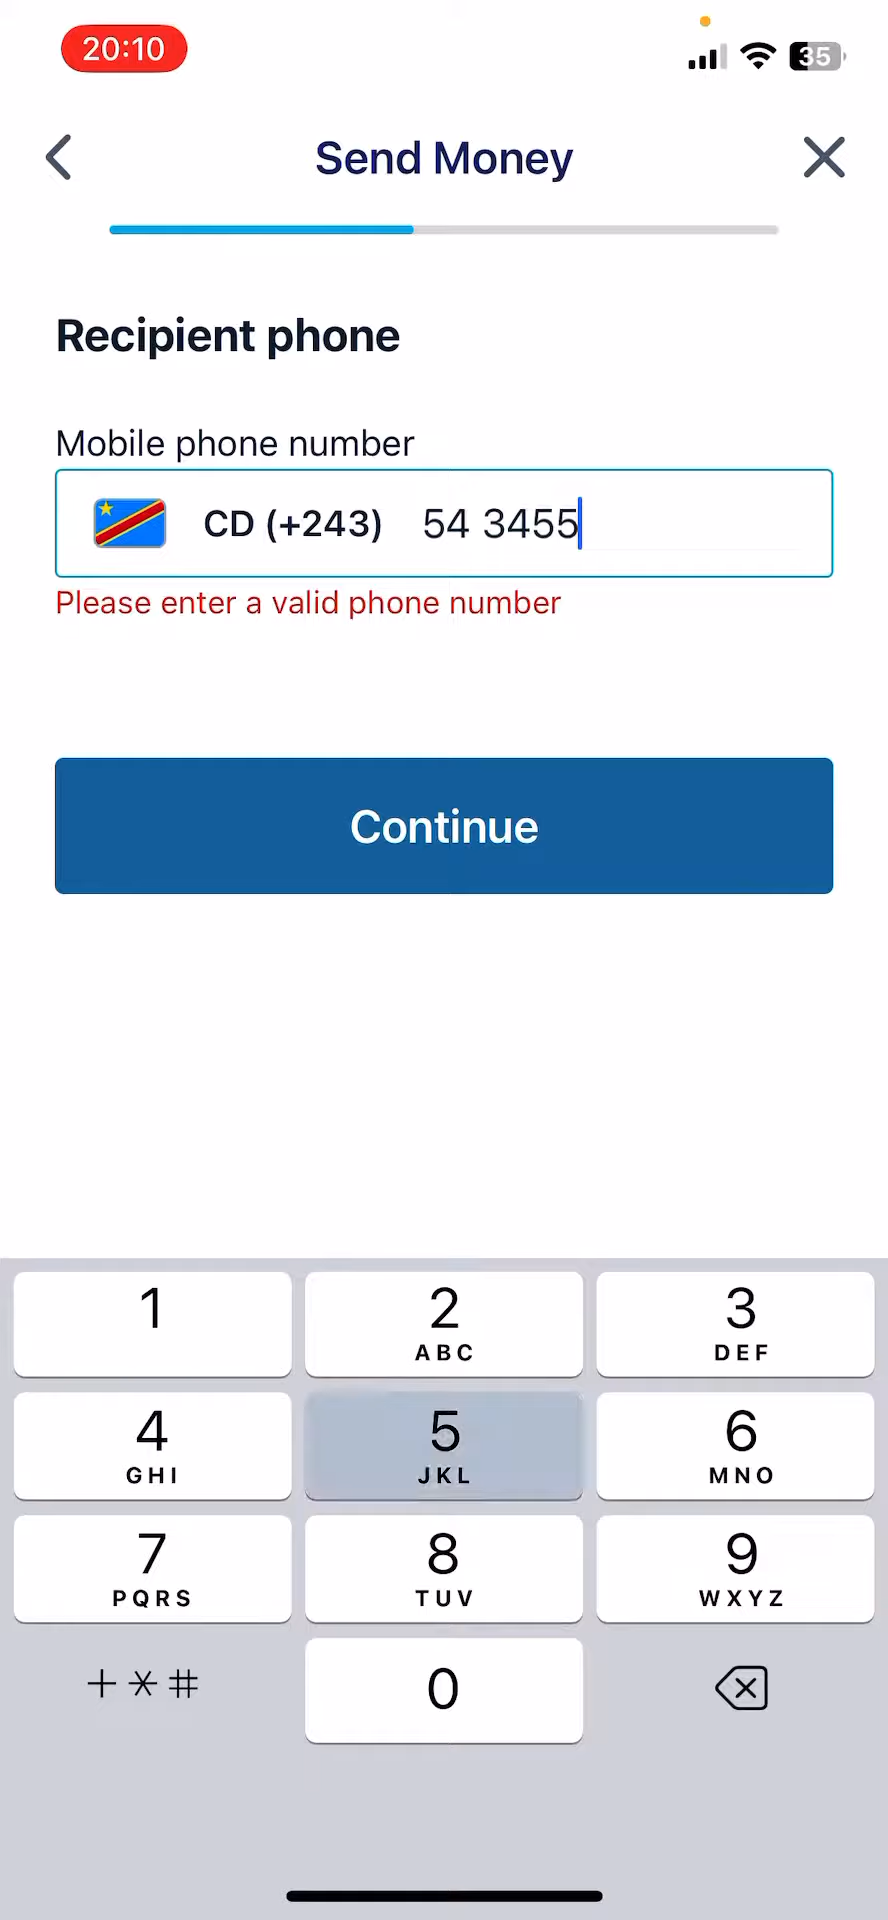 20:10
35
Send Money
Recipient phone
Mobile phone number
CD (+243) 54 3455
Please enter a valid phone number
Continue
1 2 3
ABC DEF
4 5 6
GHI JKL MNO
7 8 9
PQRS TUV WXYZ
+*# 0